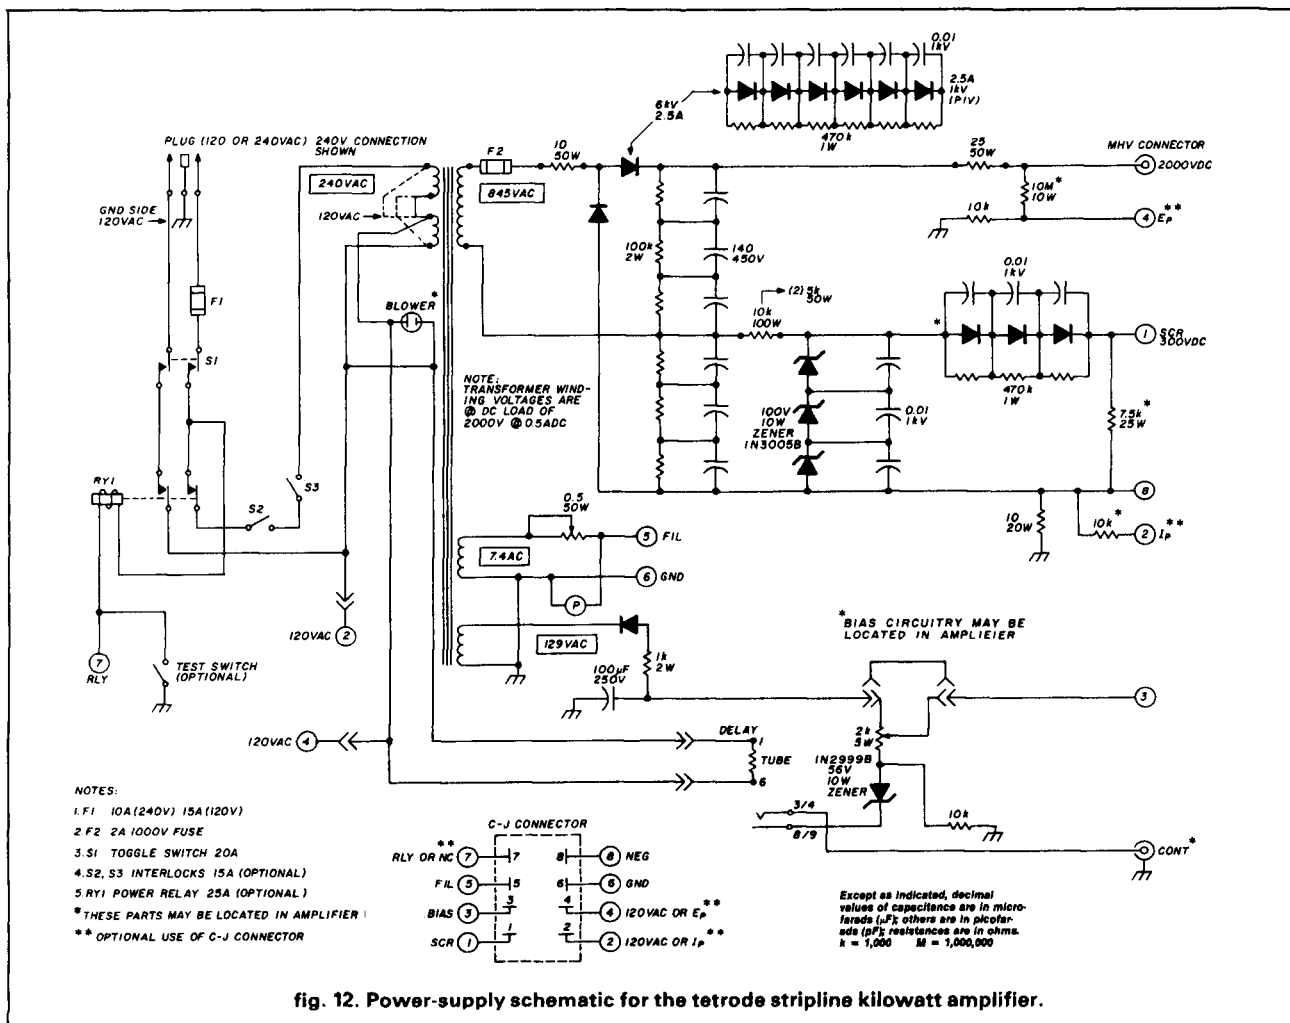 0.01
1kV
6kV
2.5A
2.5A
1kV
(PIV)
470k
1W
PLUG (120 OR 240VAC) 240V CONNECTION
SHOWN
240VAC
GND SIDE
120VAC
120VAC
F2
845VAC
10
50W
25
50W
MHV CONNECTOR
2000VDC
10M*
10W
10k
4 Ep**
100k
2W
140
450V
F1
BLOWER*
S1
NOTE:
TRANSFORMER WIND-
ING VOLTAGES ARE
@ DC LOAD OF
2000V @ 0.5ADC
(2) 5k
50W
10k
100W
0.01
1kV
*
1 SCR
300VDC
470k
1W
100V
10W
ZENER
1N3005B
0.01
1kV
7.5k*
25W
RY1
S3
S2
0.5
50W
5 FIL
7.4AC
6 GND
P
8
10
20W
10k*
2 Ip**
120VAC 2
129VAC
1k
2W
100µF
250V
*BIAS CIRCUITRY MAY BE
LOCATED IN AMPLIEIER
7
RLY
TEST SWITCH
(OPTIONAL)
3
120VAC 4
DELAY
1
TUBE
6
2k
5W
1N2999B
56V
10W
ZENER
3/4
8/9
10k
CONT*
NOTES:
1. F1 10A (240V) 15A (120V)
2 F2 2A 1000V FUSE
3. S1 TOGGLE SWITCH 20A
4. S2, S3 INTERLOCKS 15A (OPTIONAL)
5 RY1 POWER RELAY 25A (OPTIONAL)
*THESE PARTS MAY BE LOCATED IN AMPLIFIER
** OPTIONAL USE OF C-J CONNECTOR
C-J CONNECTOR
RLY OR NC** 7 7 8 8 NEG
FIL 5 5 6 6 GND
BIAS 3 3 4 4 120VAC OR Ep**
SCR 1 1 2 2 120VAC OR Ip**
Except as indicated, decimal
values of capacitance are in micro-
farads (µF); others are in picofar-
ads (pF); resistances are in ohms.
k = 1,000 M = 1,000,000
fig. 12. Power-supply schematic for the tetrode stripline kilowatt amplifier.